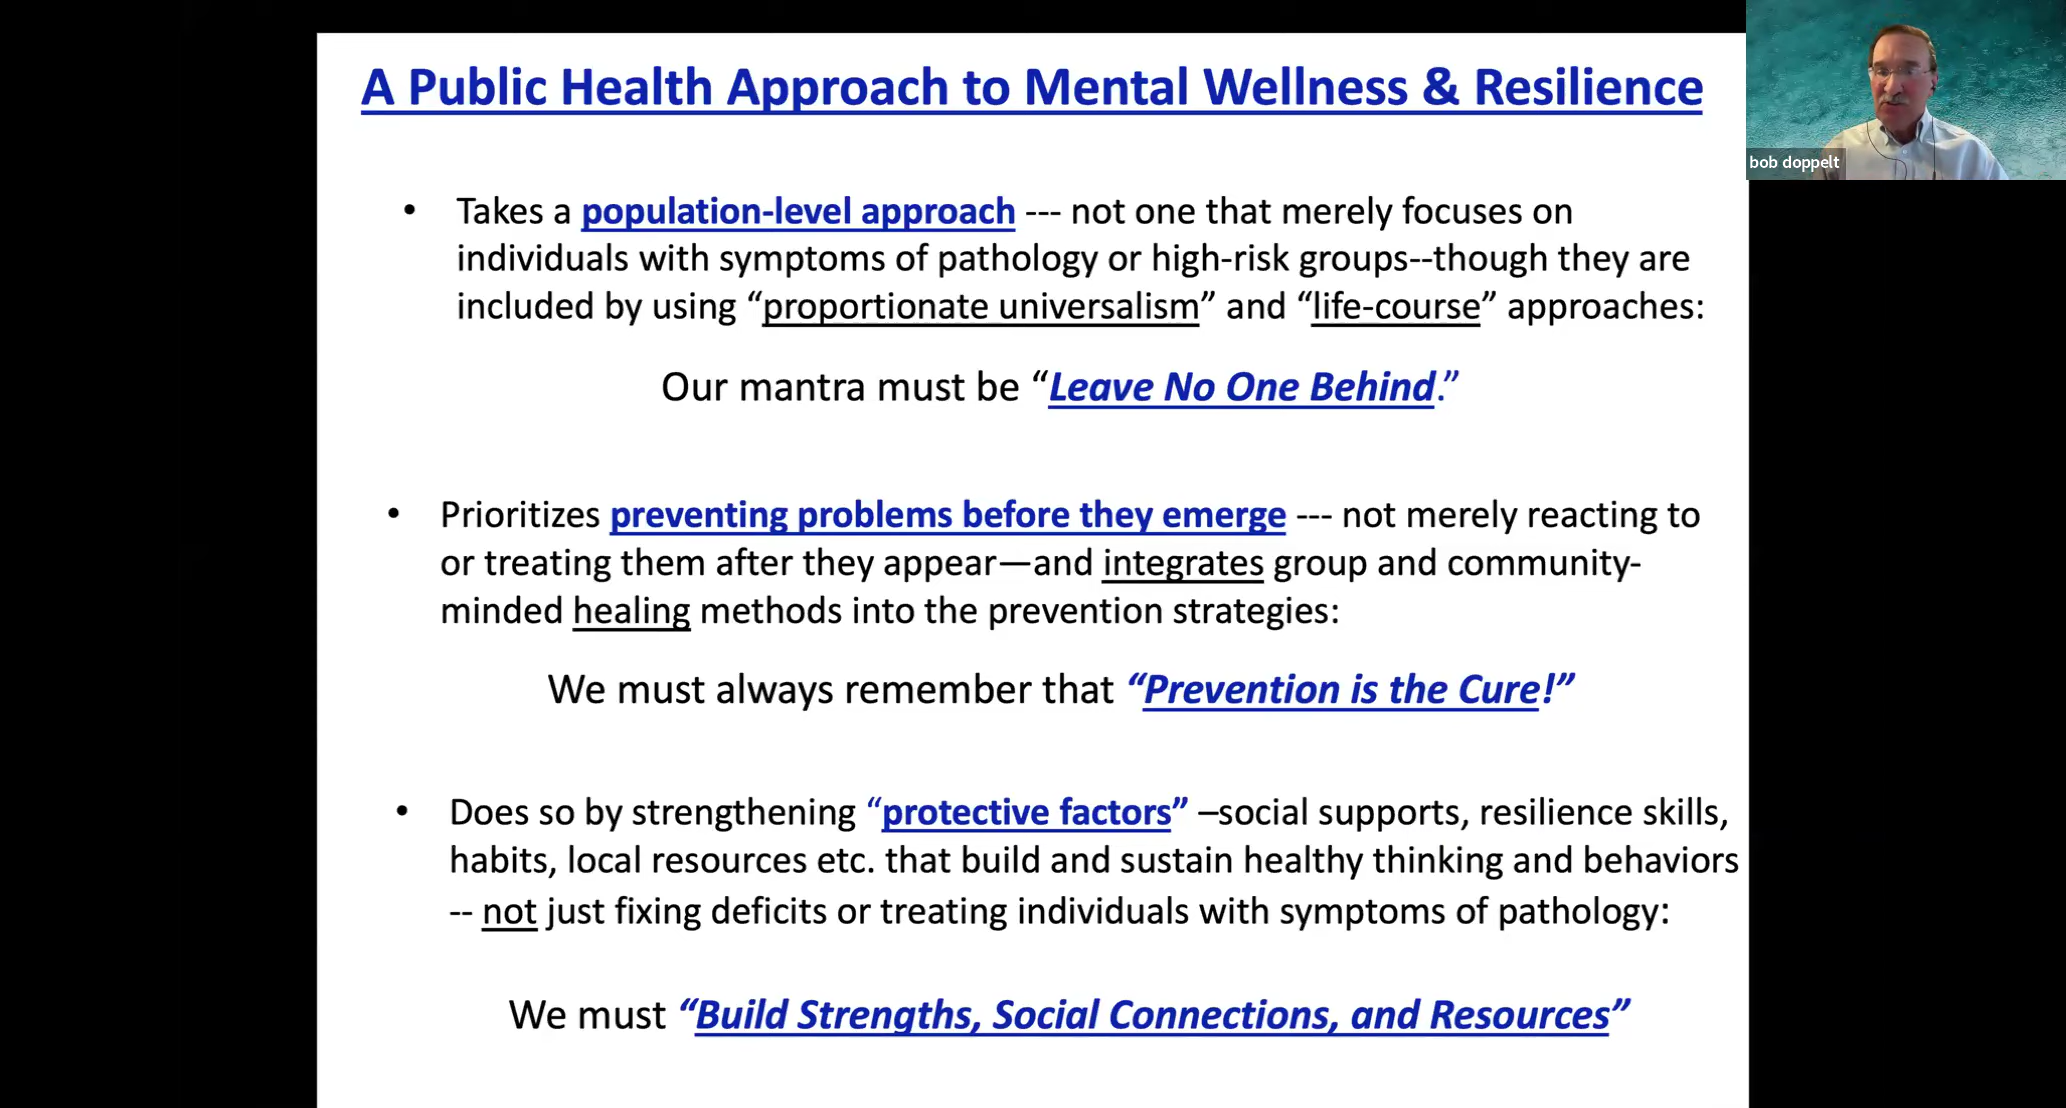 A Public Health Approach to Mental Wellness & Resilience
bob doppelt
• Takes a population-level approach --- not one that merely focuses on
individuals with symptoms of pathology or high-risk groups--though they are
included by using “proportionate universalism” and “life-course” approaches:
Our mantra must be “Leave No One Behind.”
• Prioritizes preventing problems before they emerge --- not merely reacting to
or treating them after they appear—and integrates group and community-
minded healing methods into the prevention strategies:
We must always remember that “Prevention is the Cure!”
• Does so by strengthening “protective factors” –social supports, resilience skills,
habits, local resources etc. that build and sustain healthy thinking and behaviors
-- not just fixing deficits or treating individuals with symptoms of pathology:
We must “Build Strengths, Social Connections, and Resources”